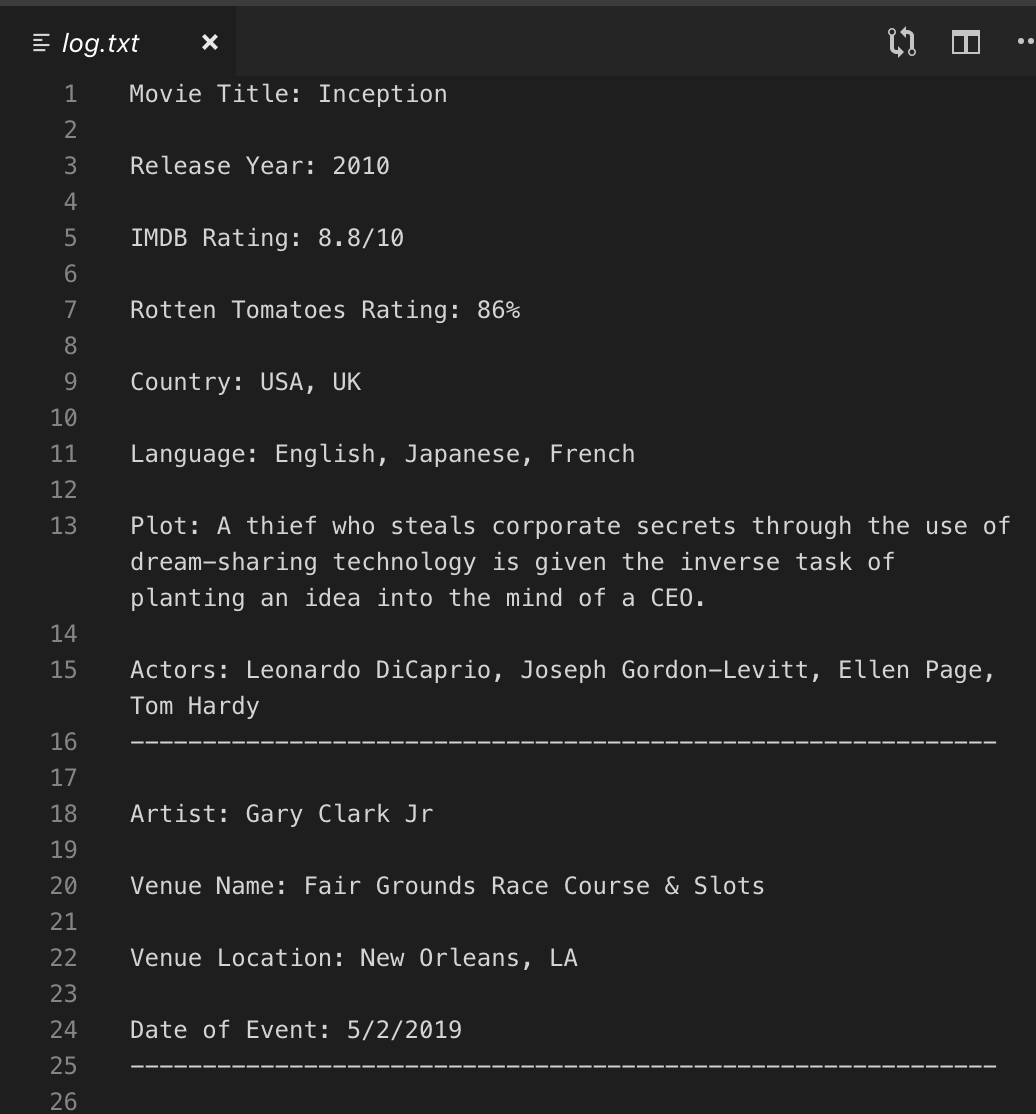 log.txt
1 Movie Title: Inception
2
3 Release Year: 2010
4
5 IMDB Rating: 8.8/10
6
7 Rotten Tomatoes Rating: 86%
8
9 Country: USA, UK
10
11 Language: English, Japanese, French
12
13 Plot: A thief who steals corporate secrets through the use of
dream-sharing technology is given the inverse task of
planting an idea into the mind of a CEO.
14
15 Actors: Leonardo DiCaprio, Joseph Gordon-Levitt, Ellen Page,
Tom Hardy
16 ------------------------------------------------------------
17
18 Artist: Gary Clark Jr
19
20 Venue Name: Fair Grounds Race Course & Slots
21
22 Venue Location: New Orleans, LA
23
24 Date of Event: 5/2/2019
25 ------------------------------------------------------------
26